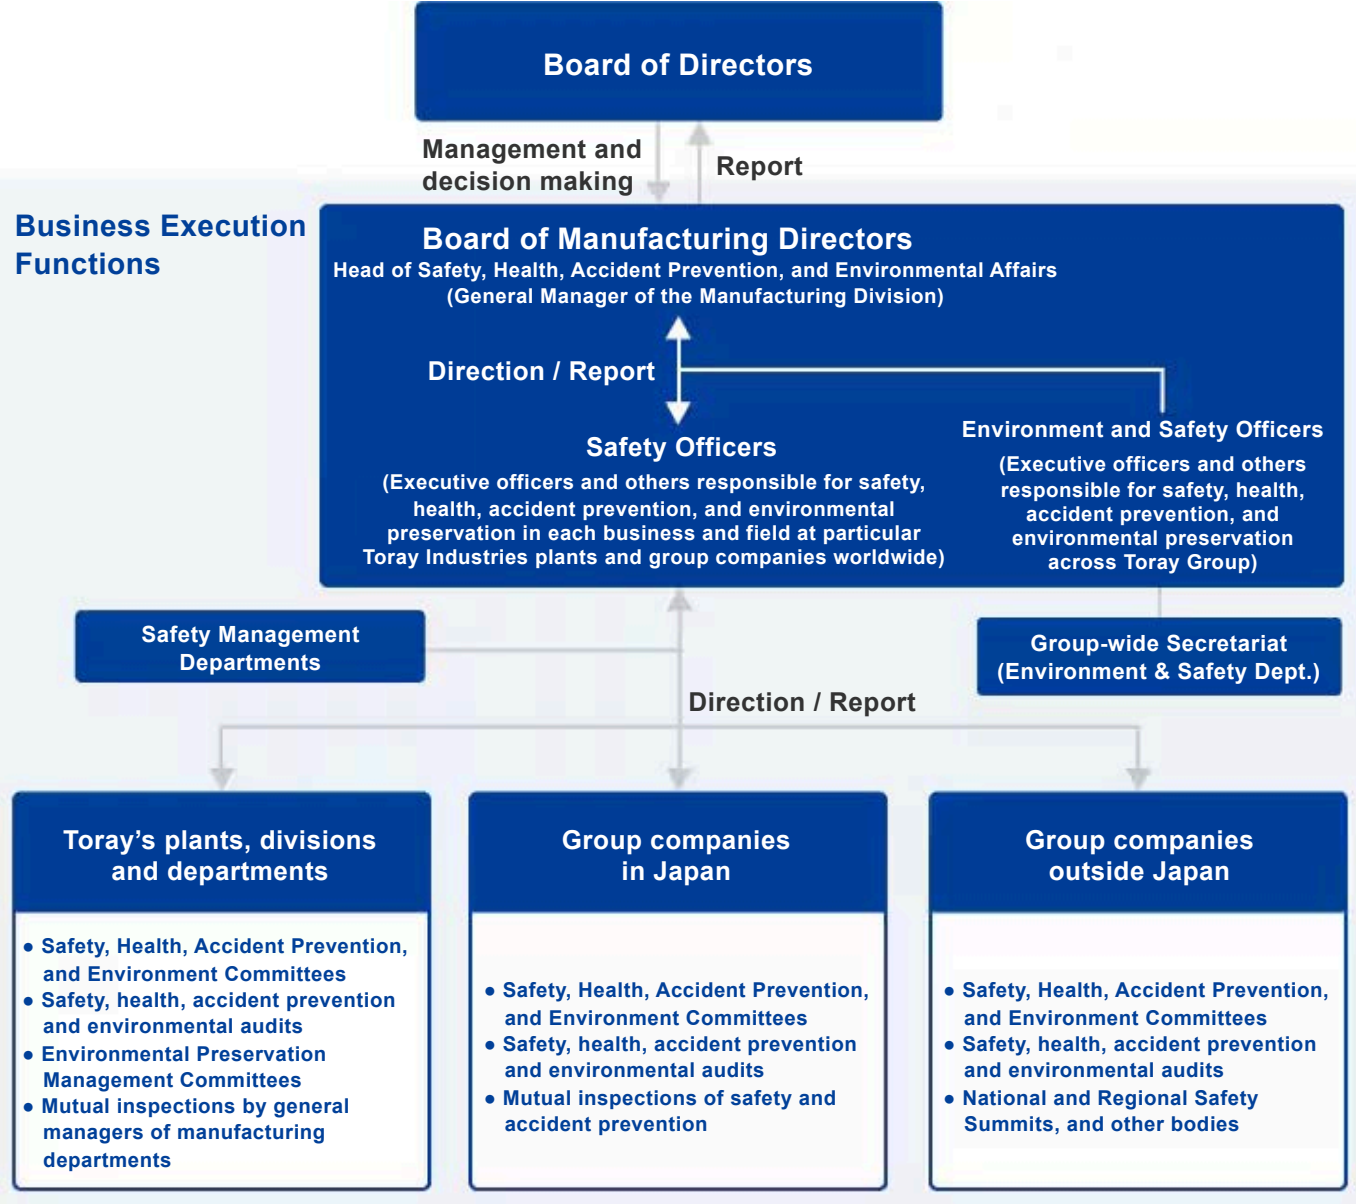 Board of Directors
Management and
decision making
Report
Business Execution
Functions
Board of Manufacturing Directors
Head of Safety, Health, Accident Prevention, and Environmental Affairs
(General Manager of the Manufacturing Division)
Direction / Report
Safety Officers
(Executive officers and others responsible for safety,
health, accident prevention, and environmental
preservation in each business and field at particular
Toray Industries plants and group companies worldwide)
Environment and Safety Officers
(Executive officers and others
responsible for safety, health,
accident prevention, and
environmental preservation
across Toray Group)
Safety Management
Departments
Group-wide Secretariat
(Environment & Safety Dept.)
Direction / Report
Toray’s plants, divisions
and departments
● Safety, Health, Accident Prevention,
and Environment Committees
● Safety, health, accident prevention
and environmental audits
● Environmental Preservation
Management Committees
● Mutual inspections by general
managers of manufacturing
departments
Group companies
in Japan
● Safety, Health, Accident Prevention,
and Environment Committees
● Safety, health, accident prevention
and environmental audits
● Mutual inspections of safety and
accident prevention
Group companies
outside Japan
● Safety, Health, Accident Prevention,
and Environment Committees
● Safety, health, accident prevention
and environmental audits
● National and Regional Safety
Summits, and other bodies